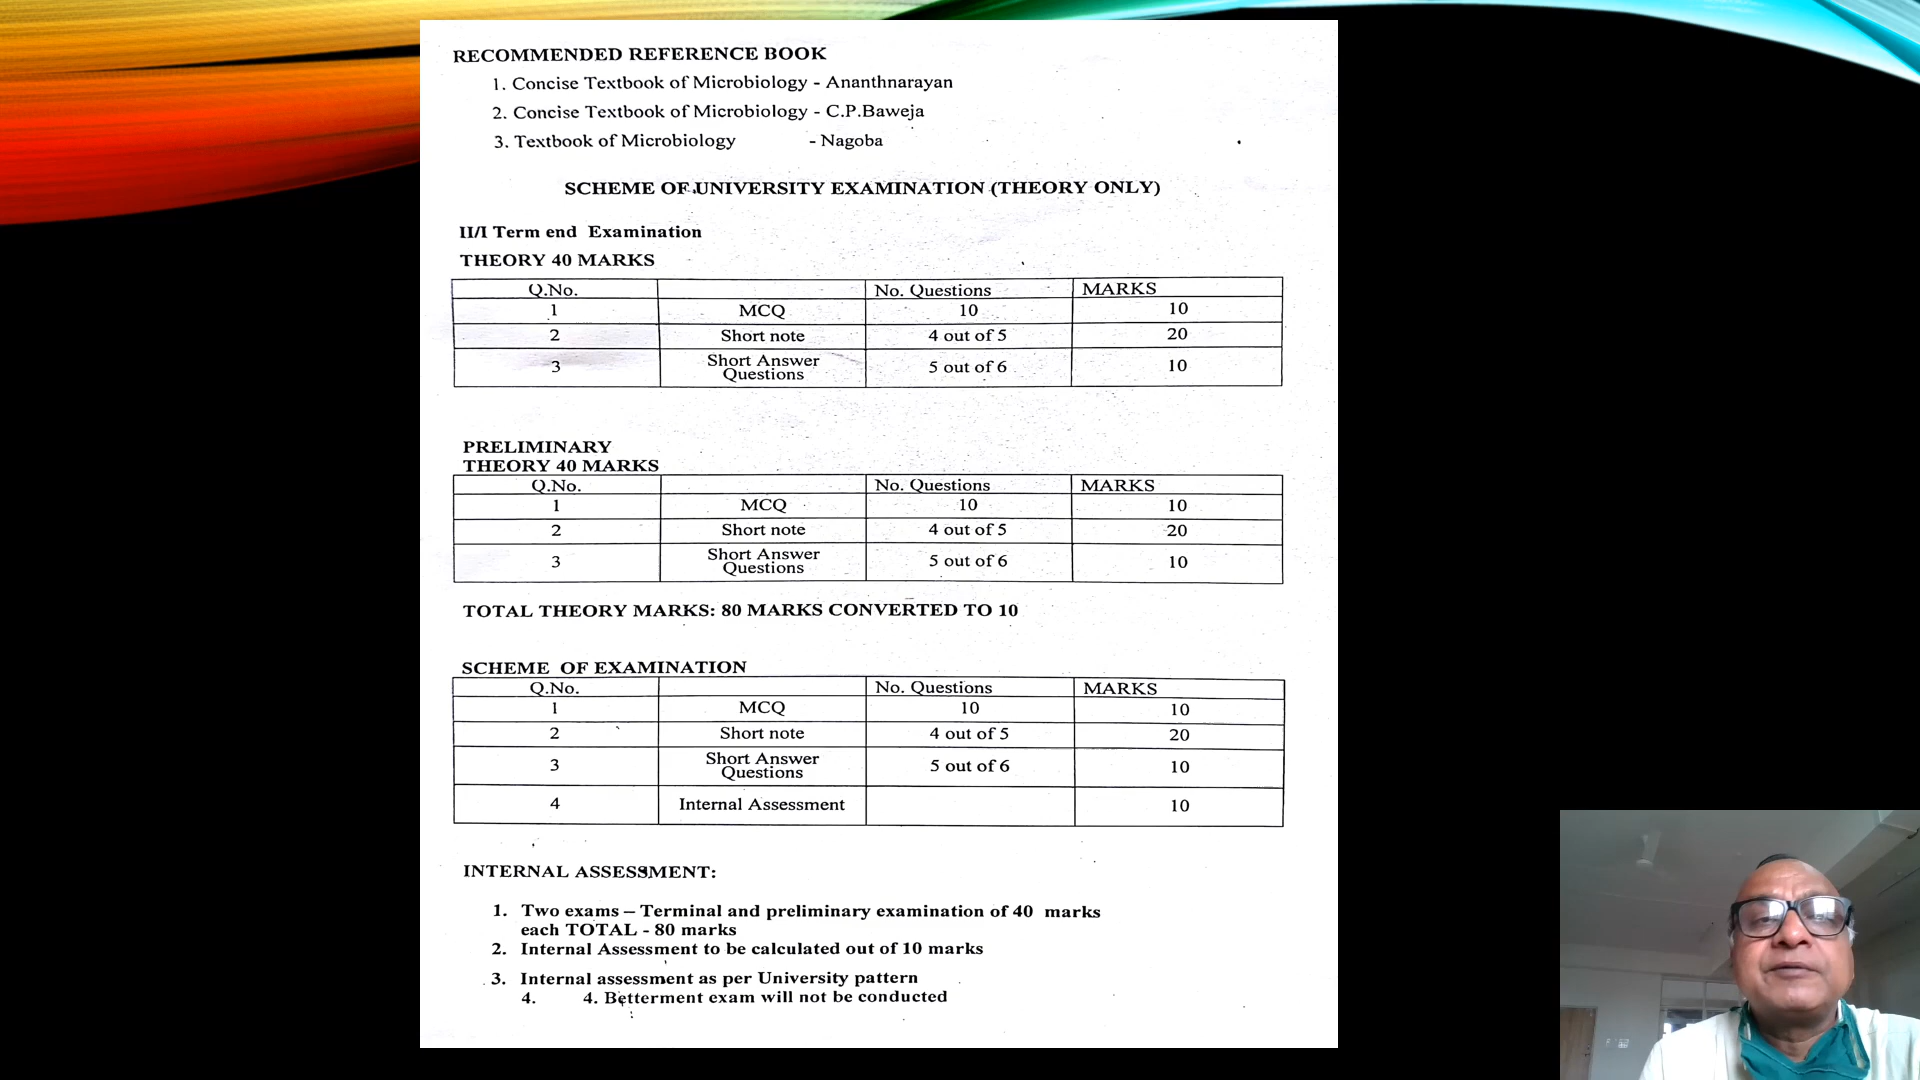 RECOMMENDED REFERENCE BOOK
1. Concise Textbook of Microbiology - Ananthnarayan
2. Concise Textbook of Microbiology - C.P.Baweja
3. Textbook of Microbiology - Nagoba
SCHEME OF UNIVERSITY EXAMINATION (THEORY ONLY)
II/I Term end Examination
THEORY 40 MARKS
Q.No. No. Questions MARKS
1 MCQ 10 10
2 Short note 4 out of 5 20
3 Short Answer Questions 5 out of 6 10
PRELIMINARY
THEORY 40 MARKS
Q.No. No. Questions MARKS
1 MCQ 10 10
2 Short note 4 out of 5 20
3 Short Answer Questions 5 out of 6 10
TOTAL THEORY MARKS: 80 MARKS CONVERTED TO 10
SCHEME OF EXAMINATION
Q.No. No. Questions MARKS
1 MCQ 10 10
2 Short note 4 out of 5 20
3 Short Answer Questions 5 out of 6 10
4 Internal Assessment 10
INTERNAL ASSESSMENT:
1. Two exams – Terminal and preliminary examination of 40 marks
each TOTAL - 80 marks
2. Internal Assessment to be calculated out of 10 marks
3. Internal assessment as per University pattern
4. 4. Betterment exam will not be conducted